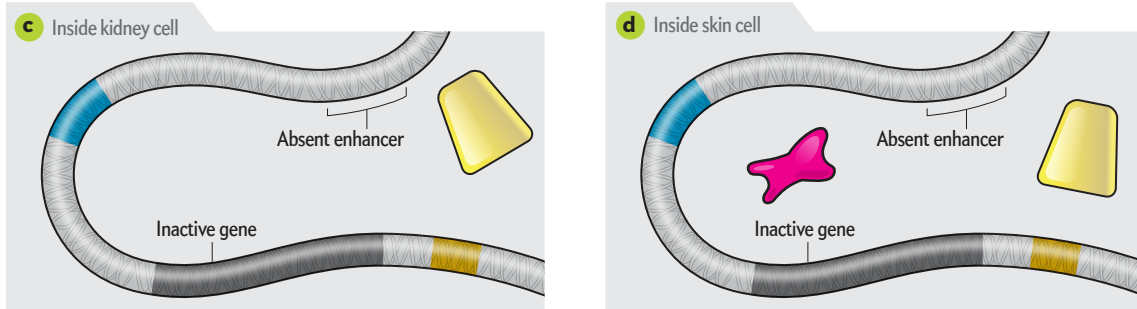 c Inside kidney cell
Absent enhancer
Inactive gene
d Inside skin cell
Absent enhancer
Inactive gene